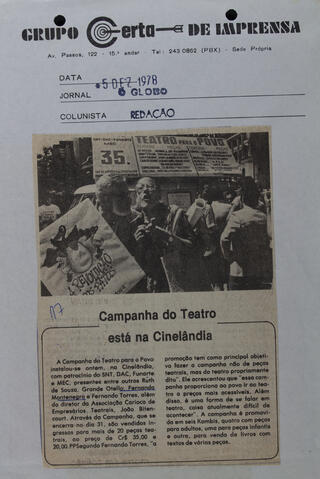 GRUPO Certa DE IMPRENSA
Av. Passos, 122 - 15.º andar - Tel: 243 0862 (PBX) - Sede Própria
DATA
5 DEZ 1978
JORNAL
O GLOBO
COLUNISTA REDAÇÃO
35.
TEATRO PARA O POVO
Campanha do Teatro
está na Cinelândia
A Campanha do Teatro para o Povo
instalou-se ontem, na Cinelândia,
com patrocínio do SNT, DAC, Funarte
e MEC, presentes entre outros Ruth
de Souza, Grande Otello, Fernanda
Montenegro e Fernando Torres, além
do diretor da Associação Carioca de
Empresários Teatrais, João Béten-
court. Através da Campanha, que se
encerra no dia 31, são vendidos in-
gressos para mais de 20 peças teatrais,
ao preço de Cr$ 35,00 e
20,00.PPSegundo Fernando Torres, "a
promoção tem como principal objeti-
vo fazer a campanha não de peças
teatrais, mas do teatro propriamente
dito". Ele acrescentou que "essa cam-
panha proporciona ao povo ir ao tea-
tro a preços mais acessíveis. Além
disso, é uma forma de se falar em
teatro, coisa atualmente difícil de
acontecer". A campanha é promovi-
da em seis Kombis, quatro com peças
para adultos, uma para peças infantis
e outra, para venda de livros com
textos de várias peças.